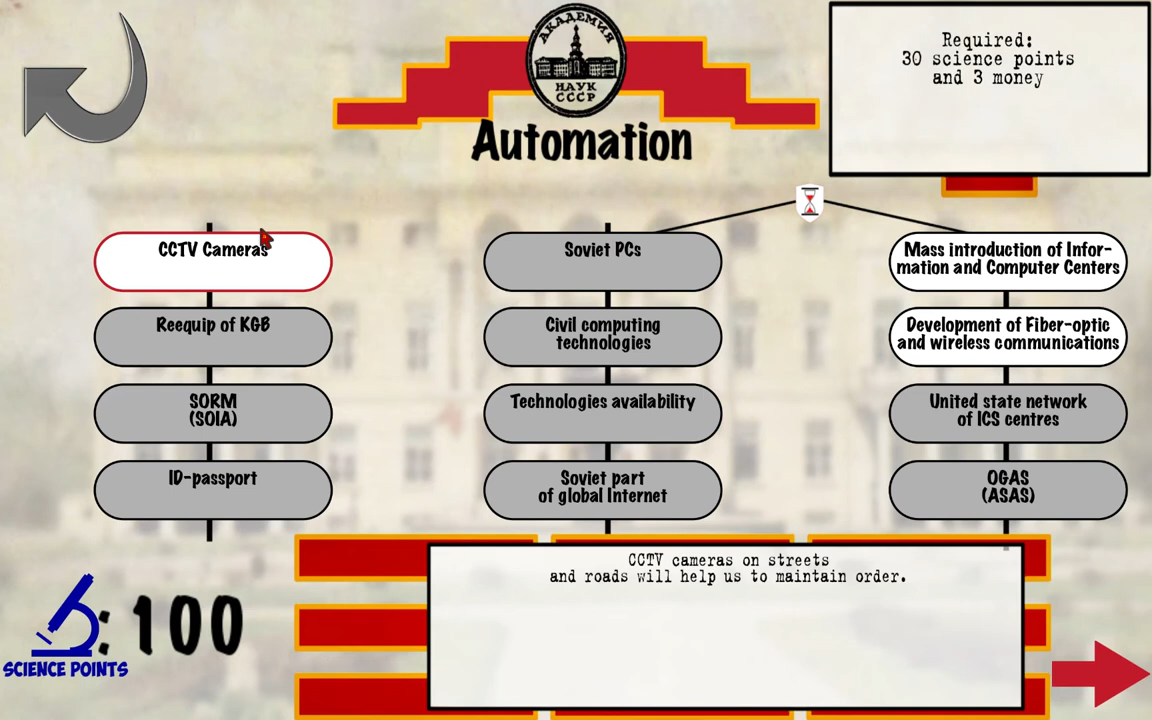 АКАДЕМИЯ
НАУК
СССР
Automation
Required:
30 science points
and 3 money
CCTV Cameras
Soviet PCs
Mass introduction of Infor-
mation and Computer Centers
Reequip of KGB
Civil computing
technologies
Development of Fiber-optic
and wireless communications
SORM
(SOIA)
Technologies availability
United state network
of ICS centres
ID-passport
Soviet part
of global Internet
OGAS
(ASAS)
CCTV cameras on streets
and roads will help us to maintain order.
:100
SCIENCE POINTS